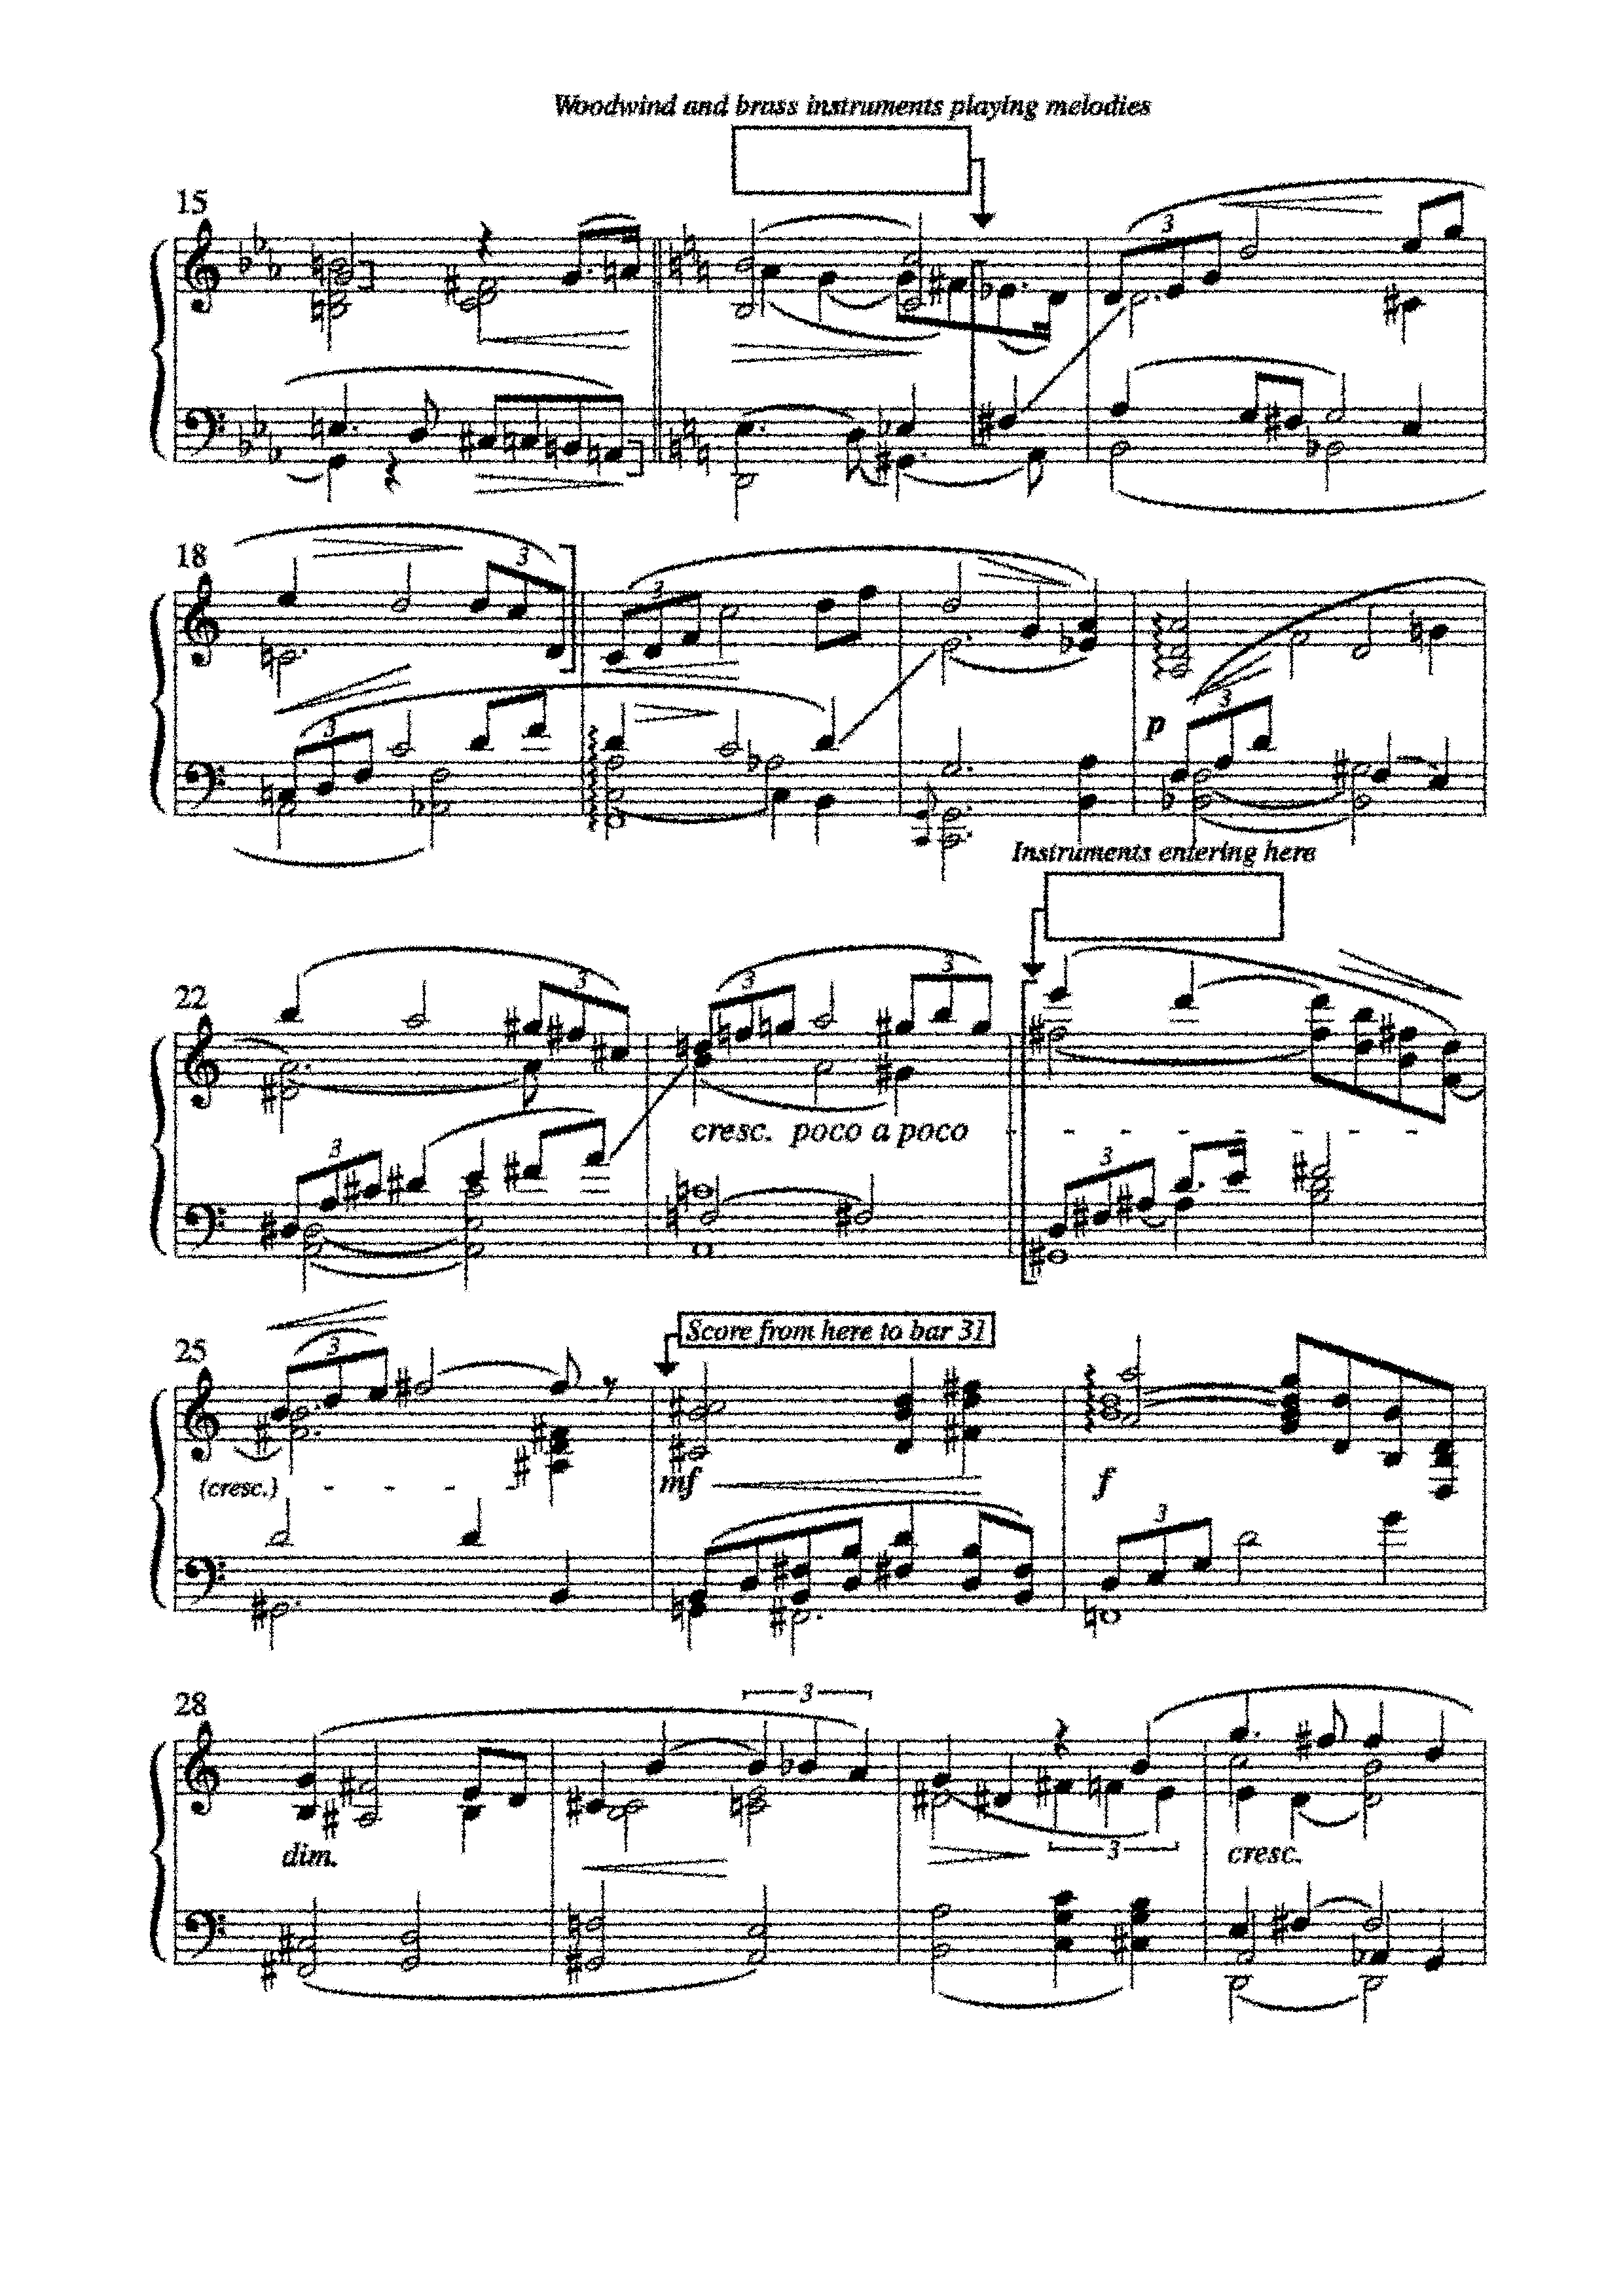 Woodwind and brass instruments playing melodies
15
3
18
3
3
3
p
3
Instruments entering here
22
3
3
3
3
cresc. poco a poco
3
25
3
Score from here to bar 31
(cresc.)
mf
f
3
28
3
dim.
3
cresc.